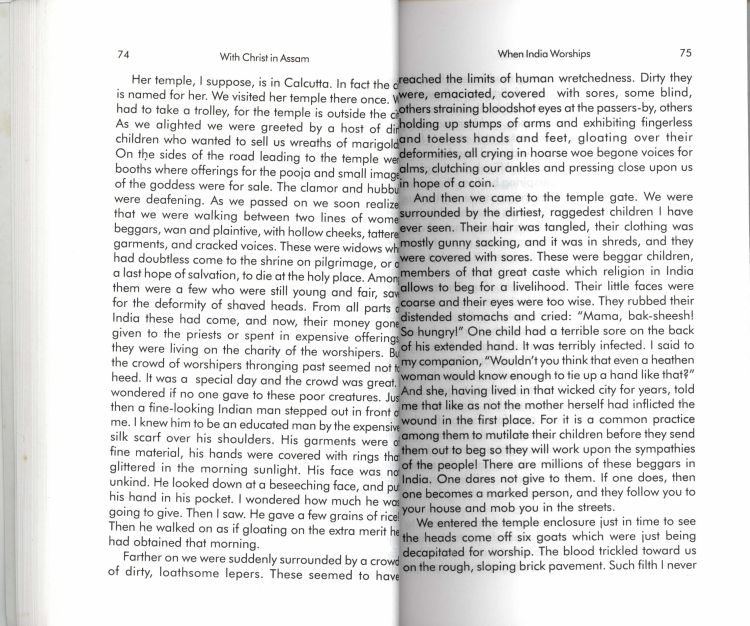 74
With Christ in Assam
Her temple, I suppose, is in Calcutta. In fact the
is named for her. We visited her temple there once.
had to take a trolley, for the temple is outside the
As we alighted we were greeted by a host of
children who wanted to sell us wreaths of
On the sides of the road leading to the temple
booths where offerings for the pooja and small
of the goddess were for sale. The clamor and
were deafening. As we passed on we soon
that we were walking between two lines of
beggars, wan and plaintive, with hollow cheeks,
garments, and cracked voices. These were widows
had doubtless come to the shrine on pilgrimage, or
a last hope of salvation, to die at the holy place.
them were a few who were still young and fair,
for the deformity of shaved heads. From all parts
India these had come, and now, their money
given to the priests or spent in expensive
they were living on the charity of the worshipers.
the crowd of worshipers thronging past seemed not
heed. It was a special day and the crowd was great.
wondered if no one gave to these poor creatures.
then a fine-looking Indian man stepped out in front
me. I knew him to be an educated man by the expensive
silk scarf over his shoulders. His garments were
fine material, his hands were covered with rings
glittered in the morning sunlight. His face was
unkind. He looked down at a beseeching face, and
his hand in his pocket. I wondered how much he
going to give. Then I saw. He gave a few grains of rice!
Then he walked on as if gloating on the extra merit he
had obtained that morning.
Farther on we were suddenly surrounded by a crowd
of dirty, loathsome lepers. These seemed to have
When India Worships
75
reached the limits of human wretchedness. Dirty they
were, emaciated, covered with sores, some blind,
others straining bloodshot eyes at the passers-by, others
holding up stumps of arms and exhibiting fingerless
and toeless hands and feet, gloating over their
deformities, all crying in hoarse woe begone voices for
alms, clutching our ankles and pressing close upon us
in hope of a coin.
And then we came to the temple gate. We were
surrounded by the dirtiest, raggedest children I have
ever seen. Their hair was tangled, their clothing was
mostly gunny sacking, and it was in shreds, and they
were covered with sores. These were beggar children,
members of that great caste which religion in India
allows to beg for a livelihood. Their little faces were
coarse and their eyes were too wise. They rubbed their
distended stomachs and cried: "Mama, bak-sheesh!
So hungry!" One child had a terrible sore on the back
of his extended hand. It was terribly infected. I said to
my companion, "Wouldn't you think that even a heathen
woman would know enough to tie up a hand like that?"
And she, having lived in that wicked city for years, told
me that like as not the mother herself had inflicted the
wound in the first place. For it is a common practice
among them to mutilate their children before they send
them out to beg so they will work upon the sympathies
of the people! There are millions of these beggars in
India. One dares not give to them. If one does, then
one becomes a marked person, and they follow you to
your house and mob you in the streets.
We entered the temple enclosure just in time to see
the heads come off six goats which were just being
decapitated for worship. The blood trickled toward us
on the rough, sloping brick pavement. Such filth I never